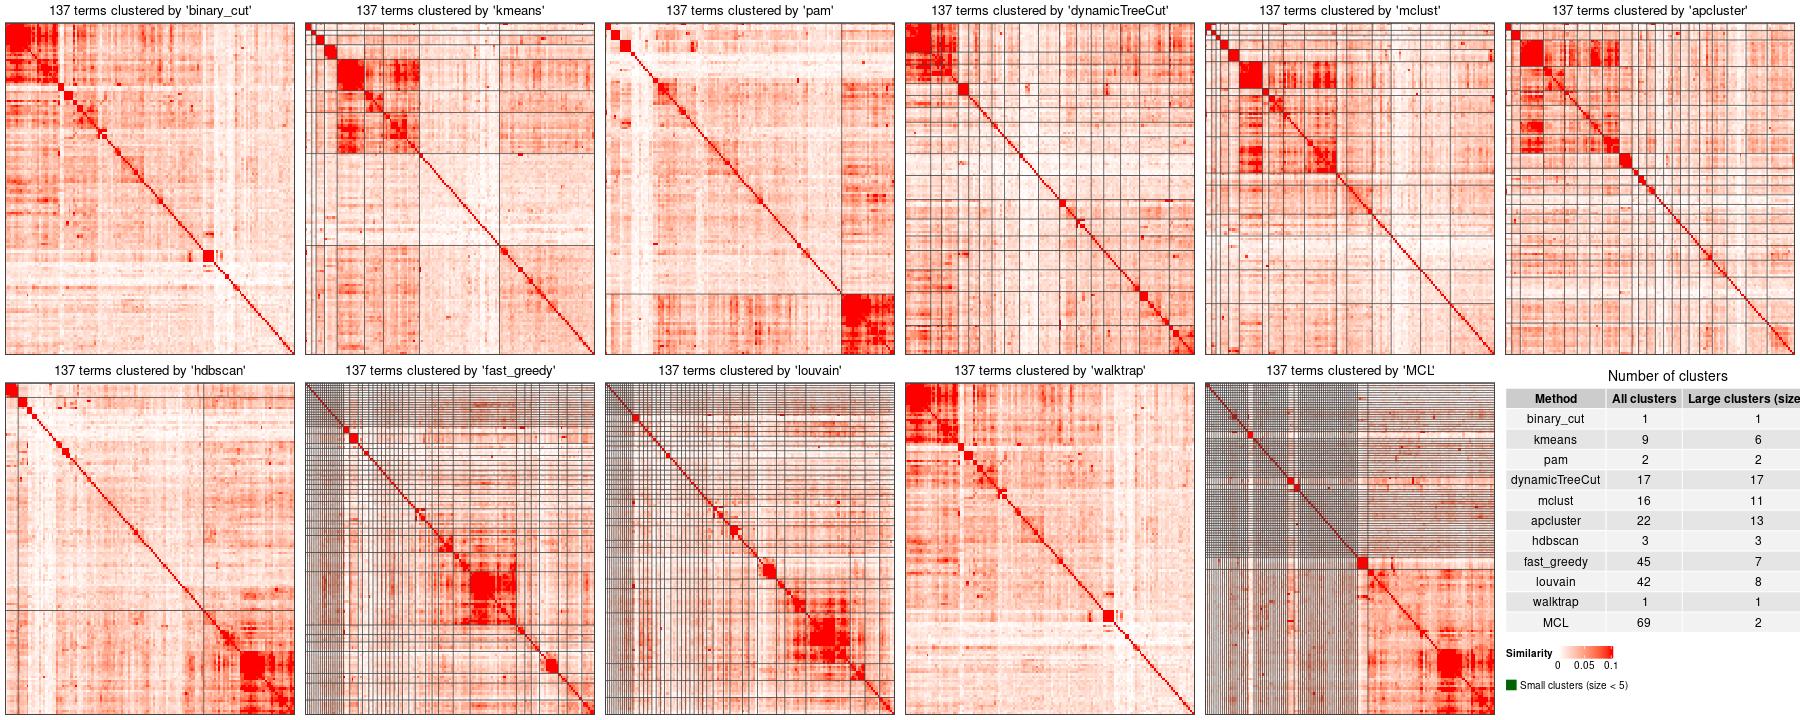 137 terms clustered by 'binary_cut'
137 terms clustered by 'kmeans'
137 terms clustered by 'pam'
137 terms clustered by 'dynamicTreeCut'
137 terms clustered by 'mclust'
137 terms clustered by 'apcluster'
137 terms clustered by 'hdbscan'
137 terms clustered by 'fast_greedy'
137 terms clustered by 'louvain'
137 terms clustered by 'walktrap'
137 terms clustered by 'MCL'
Number of clusters
Method All clusters Large clusters (size
binary_cut 1 1
kmeans 9 6
pam 2 2
dynamicTreeCut 17 17
mclust 16 11
apcluster 22 13
hdbscan 3 3
fast_greedy 45 7
louvain 42 8
walktrap 1 1
MCL 69 2
Similarity
0 0.05 0.1
Small clusters (size < 5)